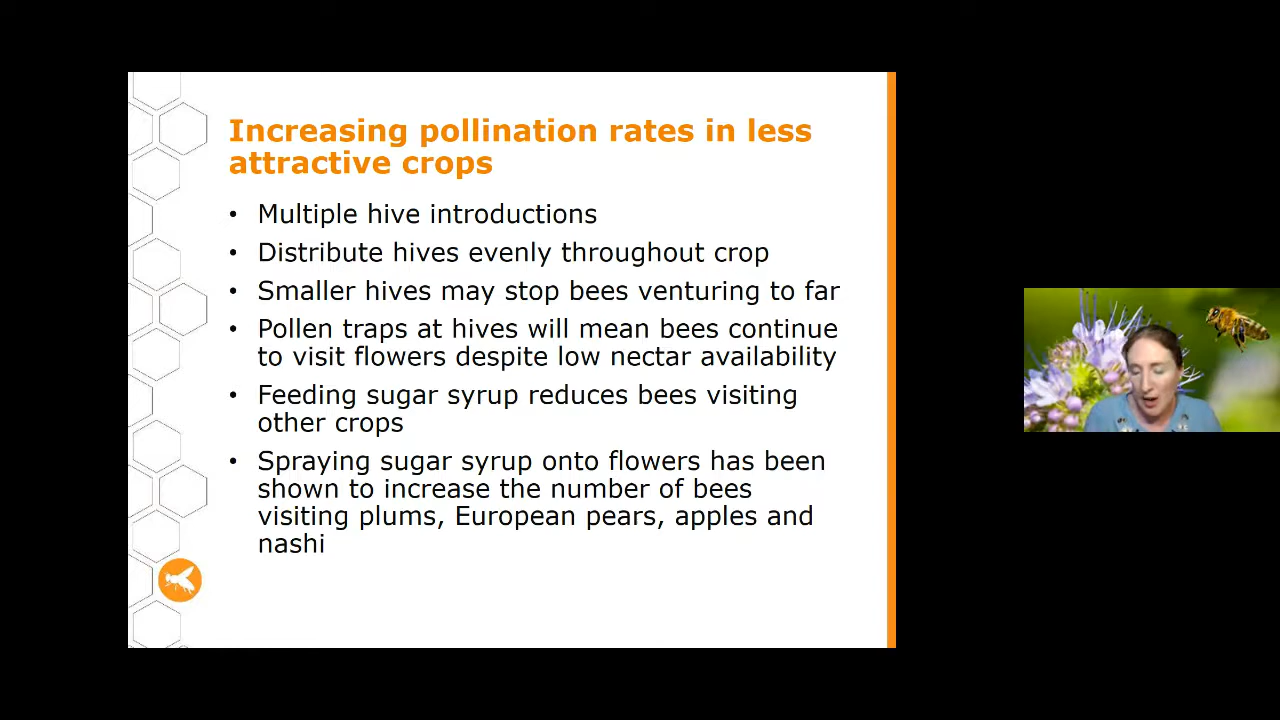 Increasing pollination rates in less
attractive crops
• Multiple hive introductions
• Distribute hives evenly throughout crop
• Smaller hives may stop bees venturing to far
• Pollen traps at hives will mean bees continue
to visit flowers despite low nectar availability
• Feeding sugar syrup reduces bees visiting
other crops
• Spraying sugar syrup onto flowers has been
shown to increase the number of bees
visiting plums, European pears, apples and
nashi